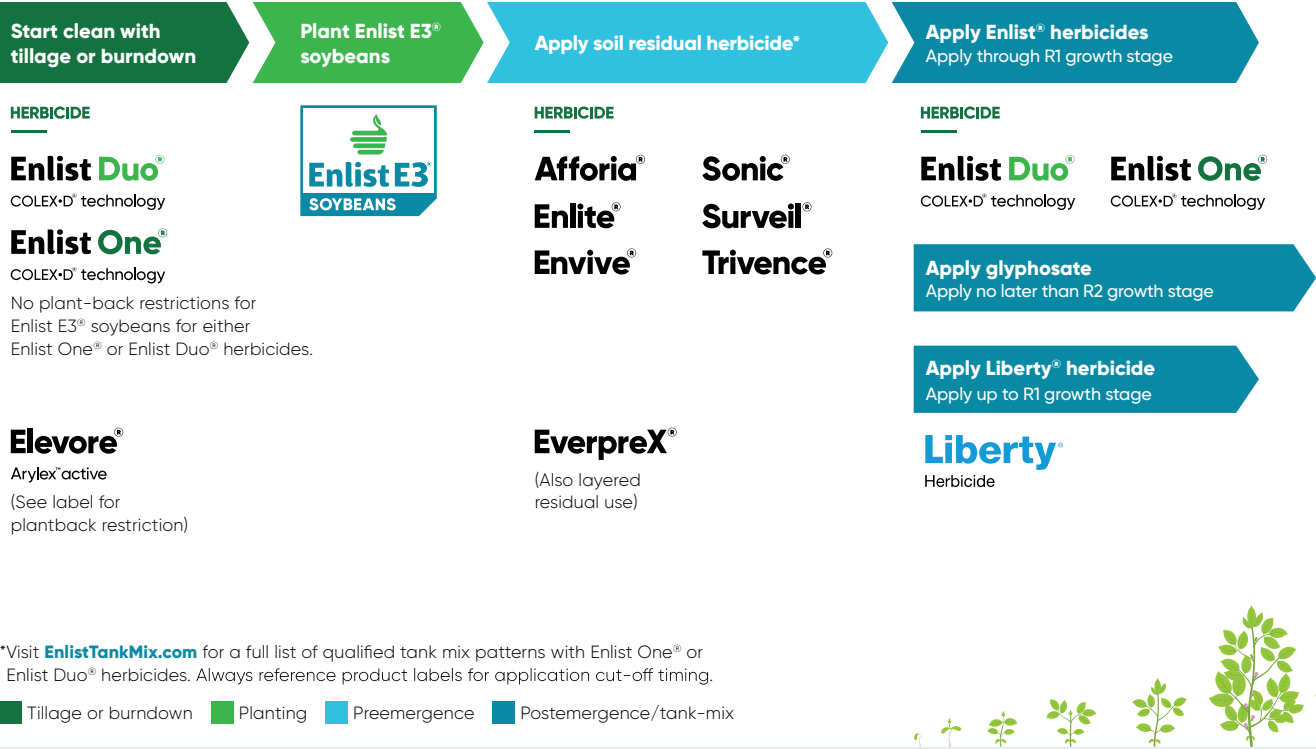 Start clean with
tillage or burndown
Plant Enlist E3®
soybeans
Apply soil residual herbicide*
Apply Enlist® herbicides
Apply through R1 growth stage
HERBICIDE
Enlist Duo®
COLEX•D® technology
Enlist One®
COLEX•D® technology
No plant-back restrictions for
Enlist E3® soybeans for either
Enlist One® or Enlist Duo® herbicides.
Elevore®
Arylex™active
(See label for
plantback restriction)
Enlist E3®
SOYBEANS
HERBICIDE
Afforia®
Sonic®
Enlite®
Surveil®
Envive®
Trivence®
EverpreX®
(Also layered
residual use)
HERBICIDE
Enlist Duo®
COLEX•D® technology
Enlist One®
COLEX•D® technology
Apply glyphosate
Apply no later than R2 growth stage
Apply Liberty® herbicide
Apply up to R1 growth stage
Liberty®
Herbicide
*Visit EnlistTankMix.com for a full list of qualified tank mix patterns with Enlist One® or
Enlist Duo® herbicides. Always reference product labels for application cut-off timing.
Tillage or burndown
Planting
Preemergence
Postemergence/tank-mix